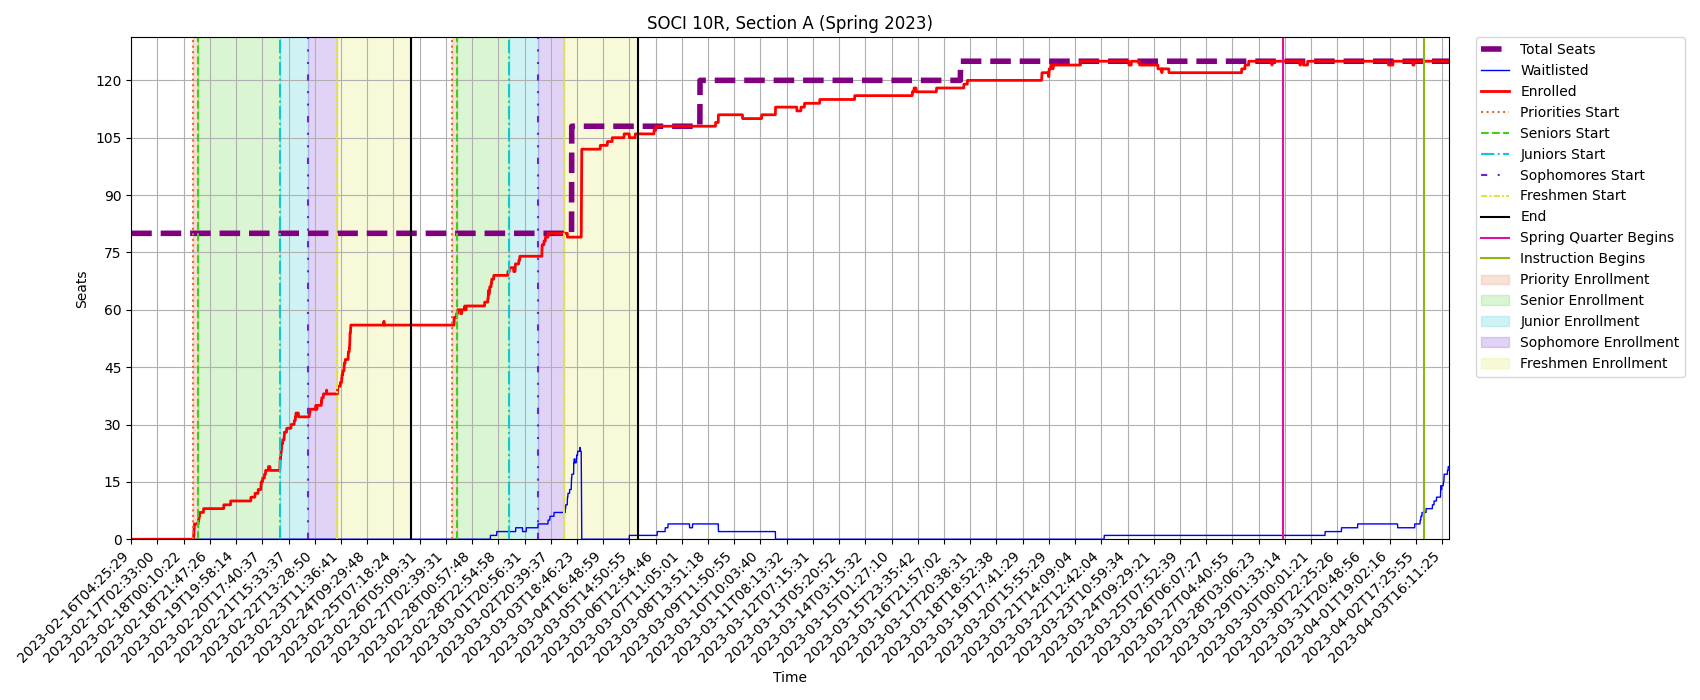 SOCI 10R, Section A (Spring 2023)
Seats
120
105
90
75
60
45
30
15
0
2023-02-16T04:25:29
2023-02-17T02:33:00
2023-02-18T00:10:22
2023-02-18T21:47:26
2023-02-19T19:58:14
2023-02-20T17:40:37
2023-02-21T15:33:37
2023-02-22T13:28:50
2023-02-23T11:36:41
2023-02-24T09:29:48
2023-02-25T07:18:24
2023-02-26T05:09:31
2023-02-27T02:39:31
2023-02-28T00:57:48
2023-02-28T22:54:58
2023-03-01T20:56:31
2023-03-02T20:39:37
2023-03-03T18:46:23
2023-03-04T16:48:59
2023-03-05T14:50:55
2023-03-06T12:54:46
2023-03-07T11:05:01
2023-03-08T13:51:18
2023-03-09T11:50:55
2023-03-10T10:03:40
2023-03-11T08:13:32
2023-03-12T07:15:31
2023-03-13T05:20:52
2023-03-14T03:15:32
2023-03-15T01:27:10
2023-03-15T23:35:42
2023-03-16T21:57:02
2023-03-17T20:38:31
2023-03-18T18:52:38
2023-03-19T17:41:29
2023-03-20T15:55:29
2023-03-21T14:09:04
2023-03-22T12:42:04
2023-03-23T10:59:34
2023-03-24T09:29:21
2023-03-25T07:52:39
2023-03-26T06:07:27
2023-03-27T04:40:55
2023-03-28T03:06:23
2023-03-29T01:33:14
2023-03-30T00:01:21
2023-03-30T22:25:26
2023-03-31T20:48:56
2023-04-01T19:02:16
2023-04-02T17:25:55
2023-04-03T16:11:25
Time
Total Seats
Waitlisted
Enrolled
Priorities Start
Seniors Start
Juniors Start
Sophomores Start
Freshmen Start
End
Spring Quarter Begins
Instruction Begins
Priority Enrollment
Senior Enrollment
Junior Enrollment
Sophomore Enrollment
Freshmen Enrollment